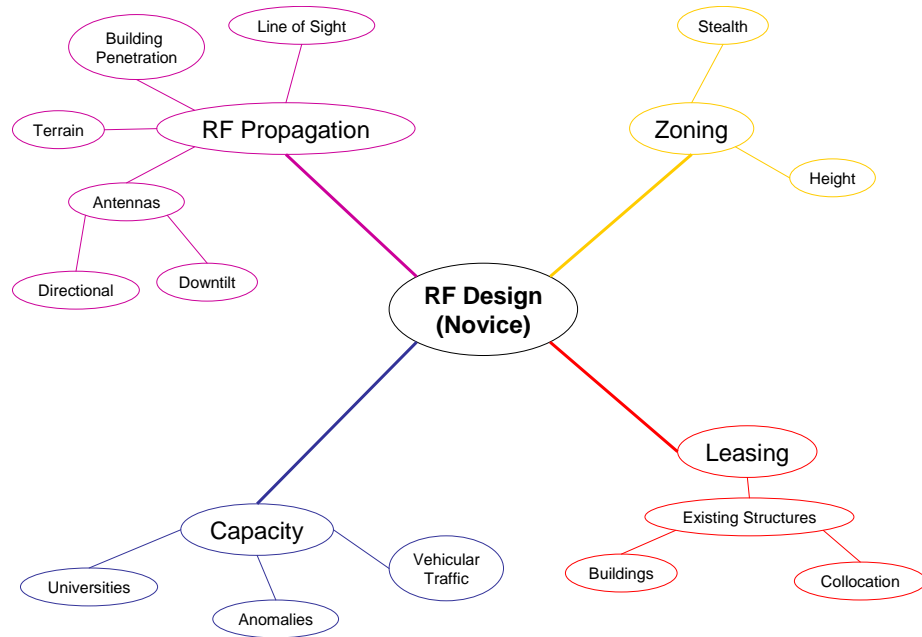 Line of Sight
Building
Penetration
Terrain
RF Propagation
Antennas
Directional
Downtilt
Stealth
Zoning
Height
RF Design
(Novice)
Capacity
Universities
Anomalies
Vehicular
Traffic
Leasing
Existing Structures
Buildings
Collocation